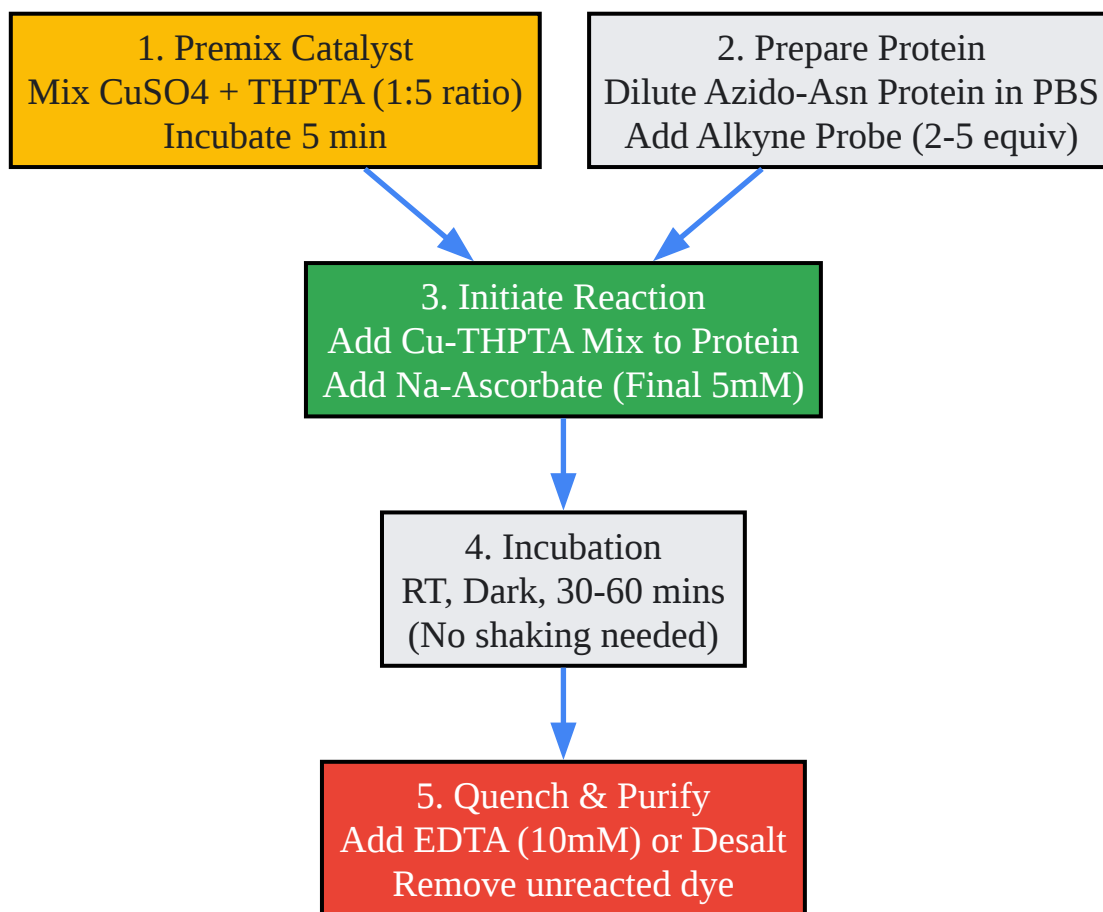 1. Premix Catalyst
Mix CuSO4 + THPTA (1:5 ratio)
Incubate 5 min
2. Prepare Protein
Dilute Azido-Asn Protein in PBS
Add Alkyne Probe (2-5 equiv)
3. Initiate Reaction
Add Cu-THPTA Mix to Protein
Add Na-Ascorbate (Final 5mM)
4. Incubation
RT, Dark, 30-60 mins
(No shaking needed)
5. Quench & Purify
Add EDTA (10mM) or Desalt
Remove unreacted dye